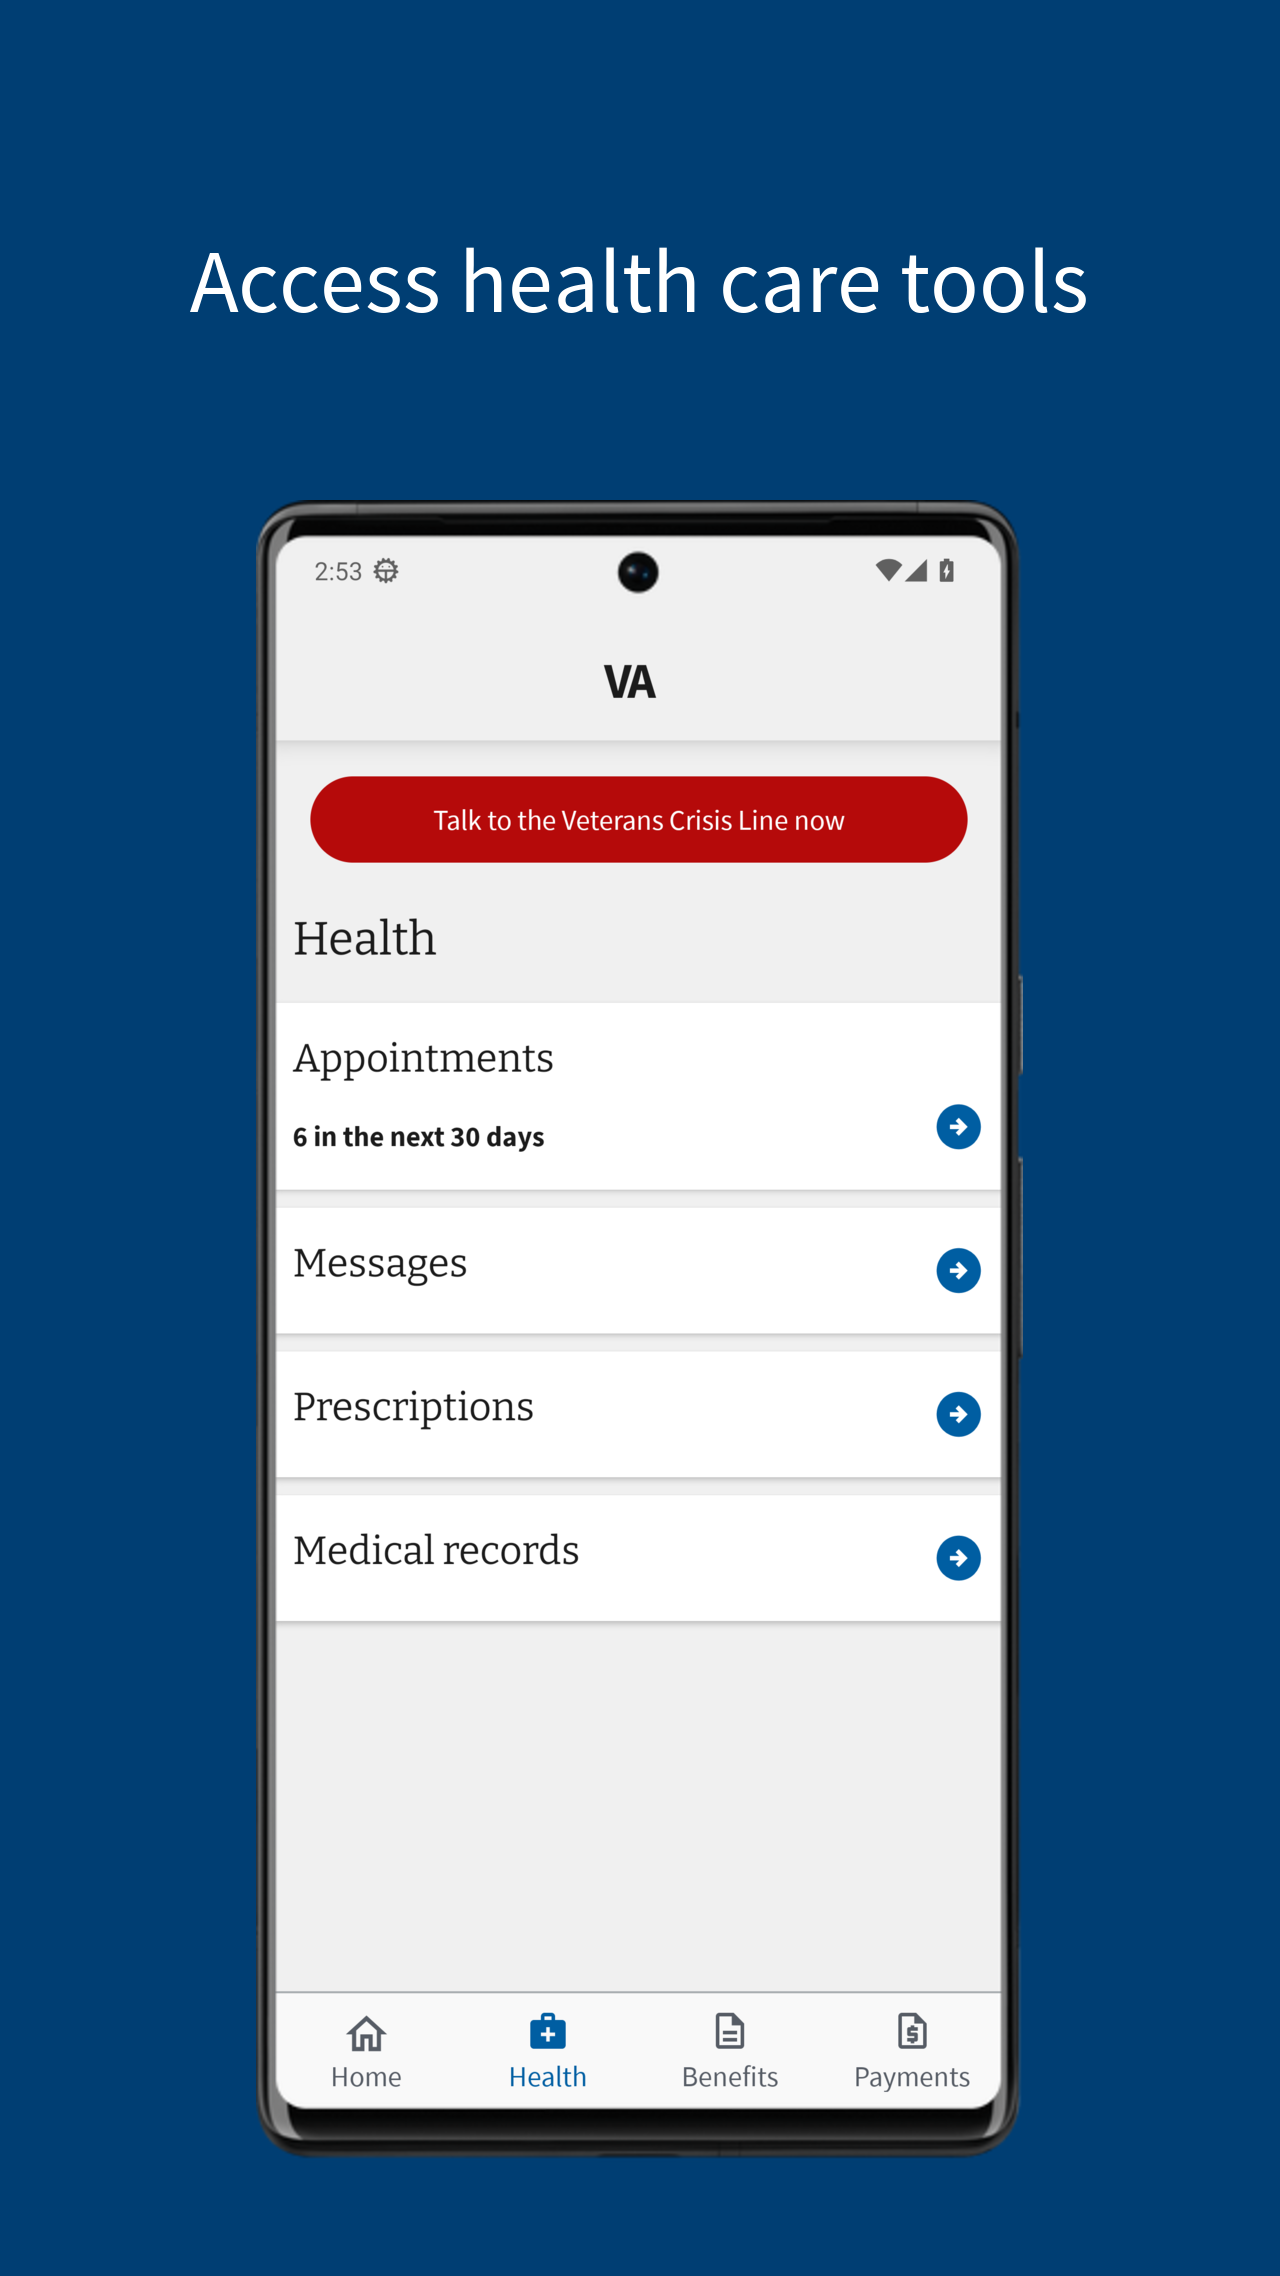 Access health care tools
2:53
VA
Talk to the Veterans Crisis Line now
Health
Appointments
6 in the next 30 days
Messages
Prescriptions
Medical records
Home
Health
Benefits
Payments